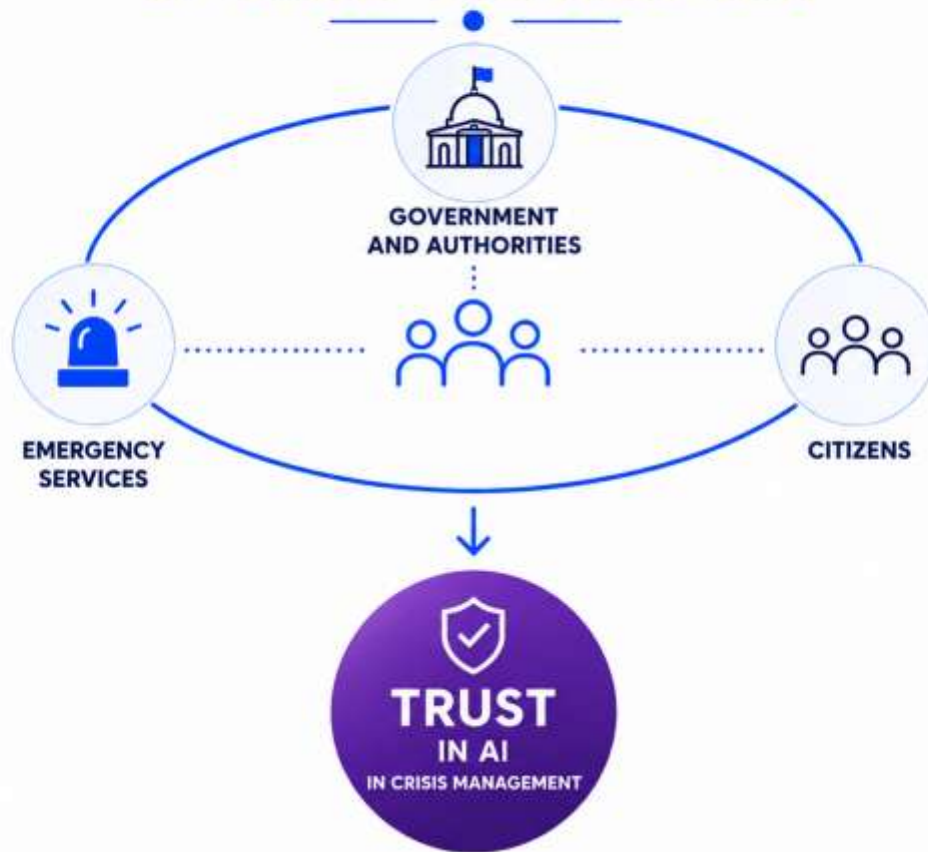 GOVERNMENT
AND AUTHORITIES
EMERGENCY
SERVICES
CITIZENS
TRUST
IN AI
IN CRISIS MANAGEMENT